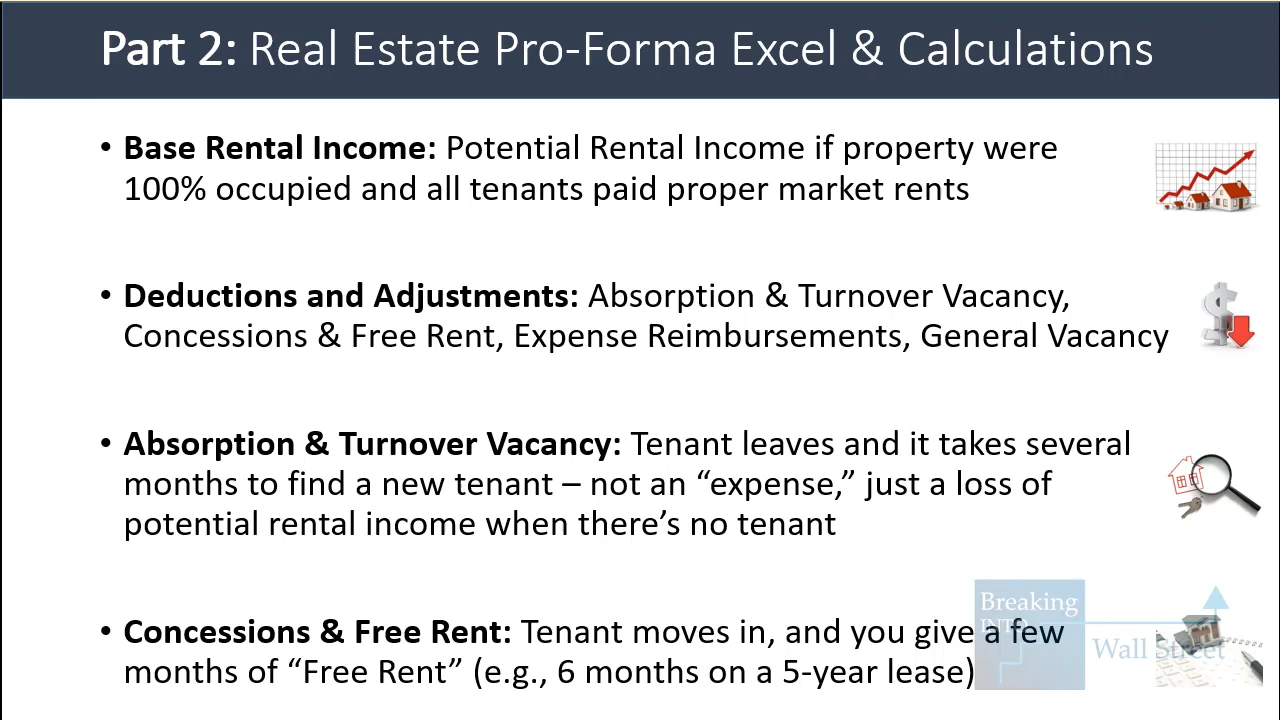 Part 2: Real Estate Pro-Forma Excel & Calculations
• Base Rental Income: Potential Rental Income if property were
100% occupied and all tenants paid proper market rents
• Deductions and Adjustments: Absorption & Turnover Vacancy,
Concessions & Free Rent, Expense Reimbursements, General Vacancy
• Absorption & Turnover Vacancy: Tenant leaves and it takes several
months to find a new tenant – not an “expense,” just a loss of
potential rental income when there’s no tenant
• Concessions & Free Rent: Tenant moves in, and you give a few
months of “Free Rent” (e.g., 6 months on a 5-year lease)
Breaking
INTO
Wall Street